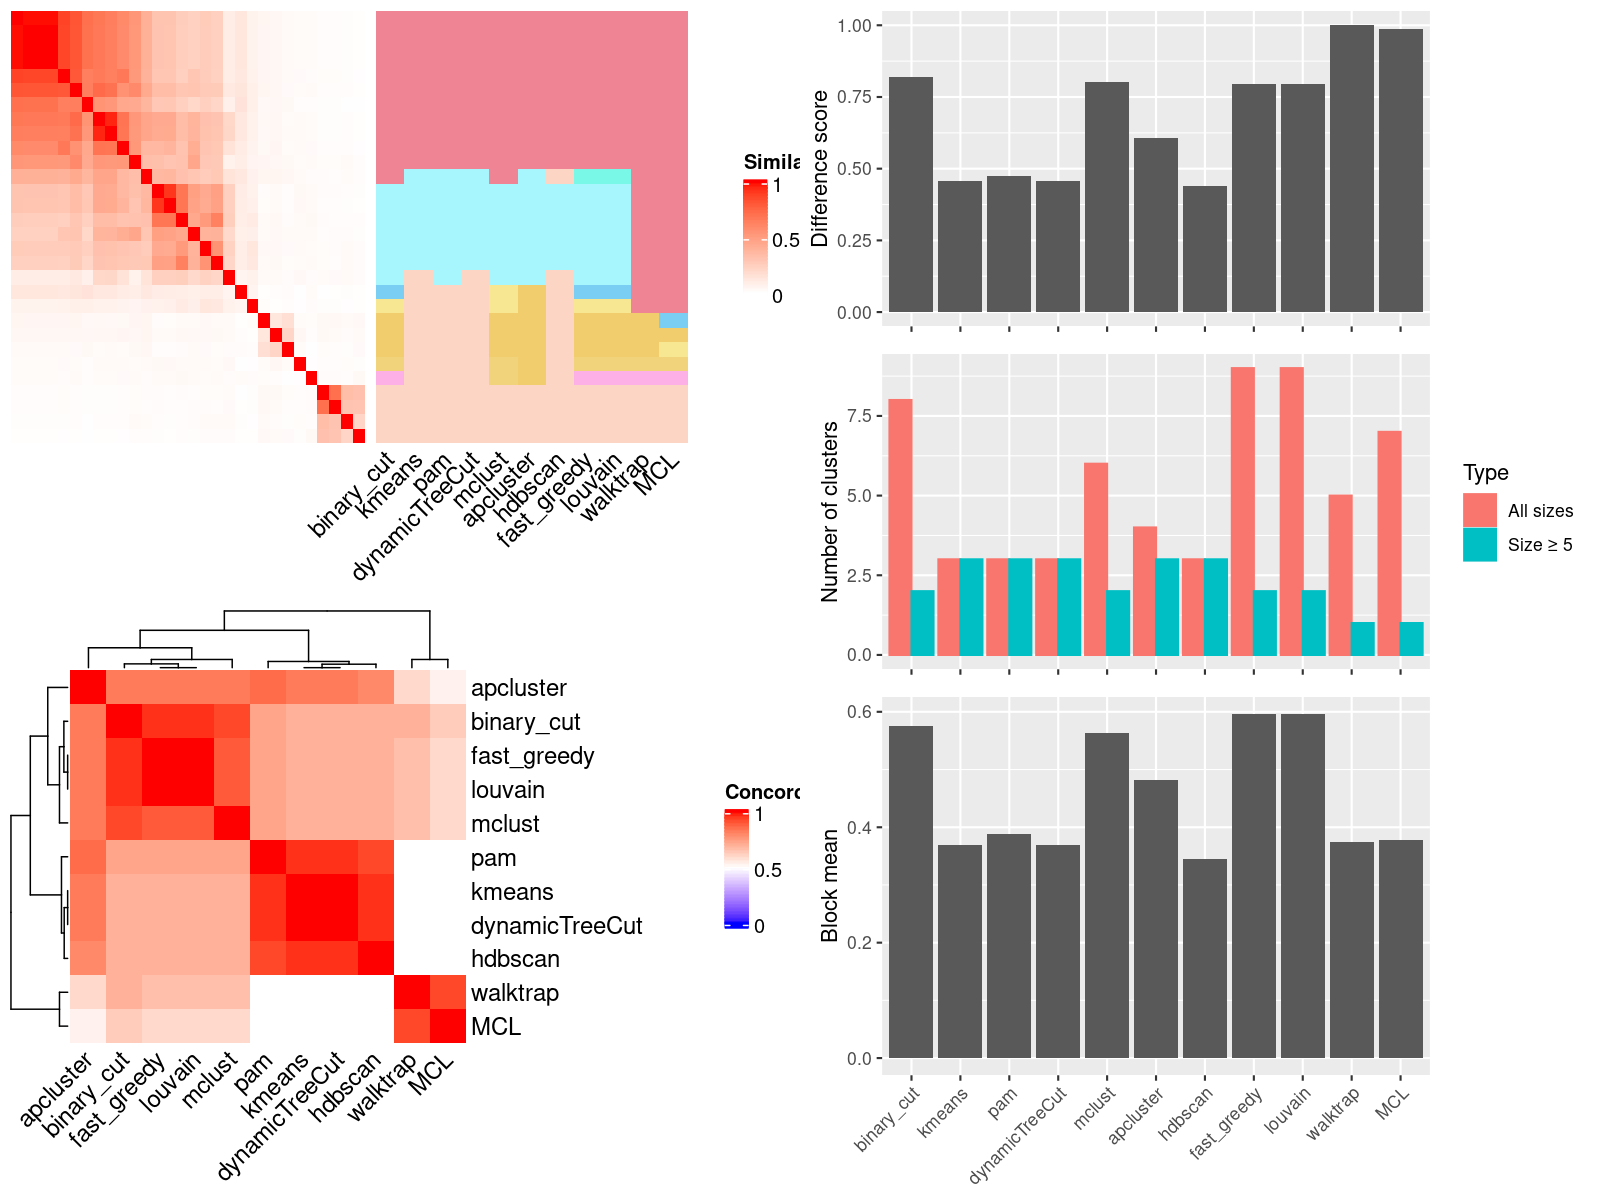 Simila
1
0.5
0
binary_cut
kmeans
pam
dynamicTreeCut
mclust
apcluster
hdbscan
fast_greedy
louvain
walktrap
MCL
Difference score
1.00
0.75
0.50
0.25
0.00
Number of clusters
7.5
5.0
2.5
0.0
Type
All sizes
Size ≥ 5
apcluster
binary_cut
fast_greedy
louvain
mclust
pam
kmeans
dynamicTreeCut
hdbscan
walktrap
MCL
Concord
1
0.5
0
apcluster
binary_cut
fast_greedy
louvain
mclust
pam
kmeans
dynamicTreeCut
hdbscan
walktrap
MCL
Block mean
0.6
0.4
0.2
0.0
binary_cut
kmeans
pam
dynamicTreeCut
mclust
apcluster
hdbscan
fast_greedy
louvain
walktrap
MCL